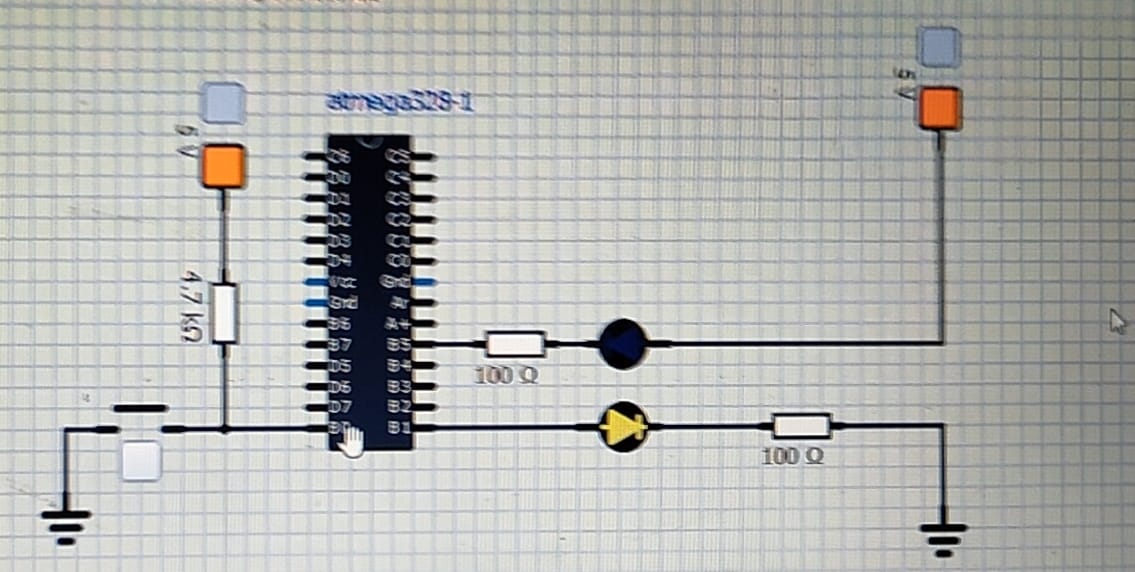 atmega328-1
5 V
5 V
4,7 kΩ
C6 C5
D0 C4
D1 C3
D2 C2
D3 C1
D4 C0
Vcc Gnd
Gnd Ar
B6 A+
B7 B5
D5 B4
D6 B3
D7 B2
B0 B1
100 Ω
100 Ω